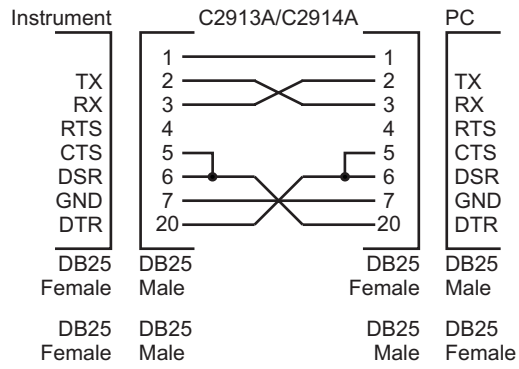 Instrument C2913A/C2914A PC
1 1
TX 2 2 TX
RX 3 3 RX
RTS 4 4 RTS
CTS 5 5 CTS
DSR 6 6 DSR
GND 7 7 GND
DTR 20 20 DTR
DB25 DB25 DB25 DB25
Female Male Female Male
DB25 DB25 DB25 DB25
Female Male Male Female